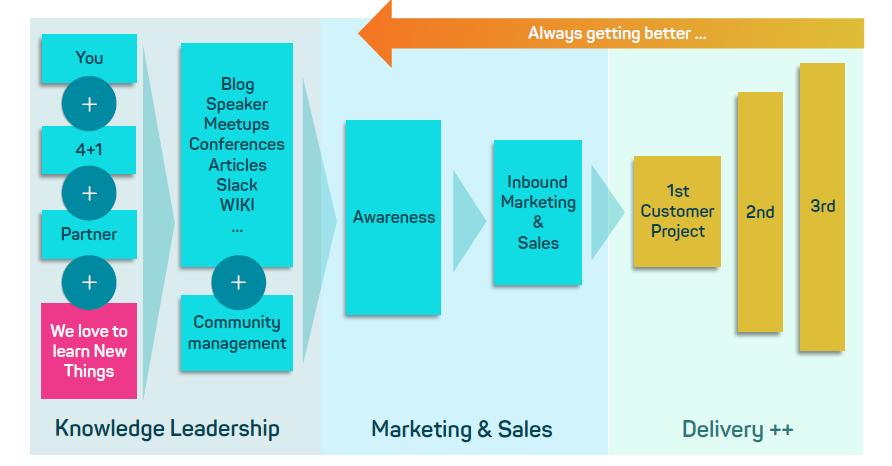 Always getting better ...
You
+
4+1
+
Partner
+
We love to
learn New
Things
Blog
Speaker
Meetups
Conferences
Articles
Slack
WIKI
...
+
Community
management
Awareness
Inbound
Marketing
&
Sales
1st
Customer
Project
2nd
3rd
Knowledge Leadership
Marketing & Sales
Delivery ++